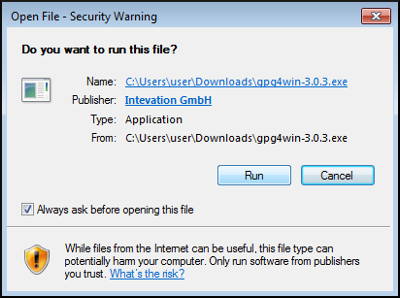 Open File - Security Warning
Do you want to run this file?
Name: C:\Users\user\Downloads\gpg4win-3.0.3.exe
Publisher: Intevation GmbH
Type: Application
From: C:\Users\user\Downloads\gpg4win-3.0.3.exe
Run Cancel
Always ask before opening this file
While files from the Internet can be useful, this file type can
potentially harm your computer. Only run software from publishers
you trust. What's the risk?